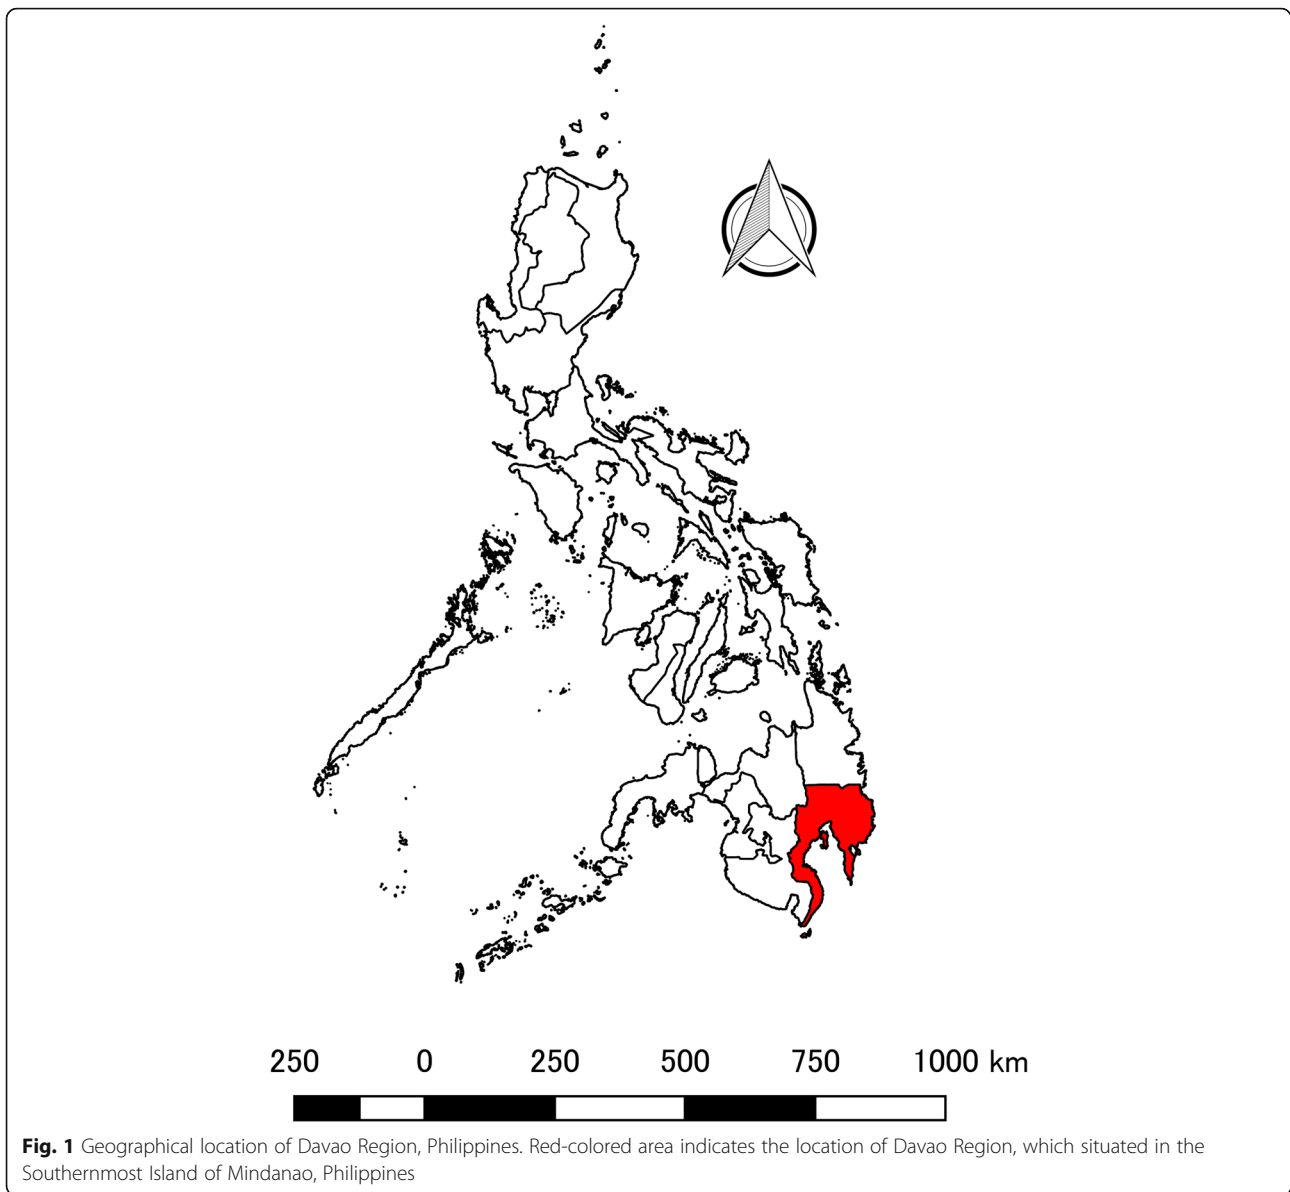 250 0 250 500 750 1000 km
Fig. 1 Geographical location of Davao Region, Philippines. Red-colored area indicates the location of Davao Region, which situated in the
Southernmost Island of Mindanao, Philippines